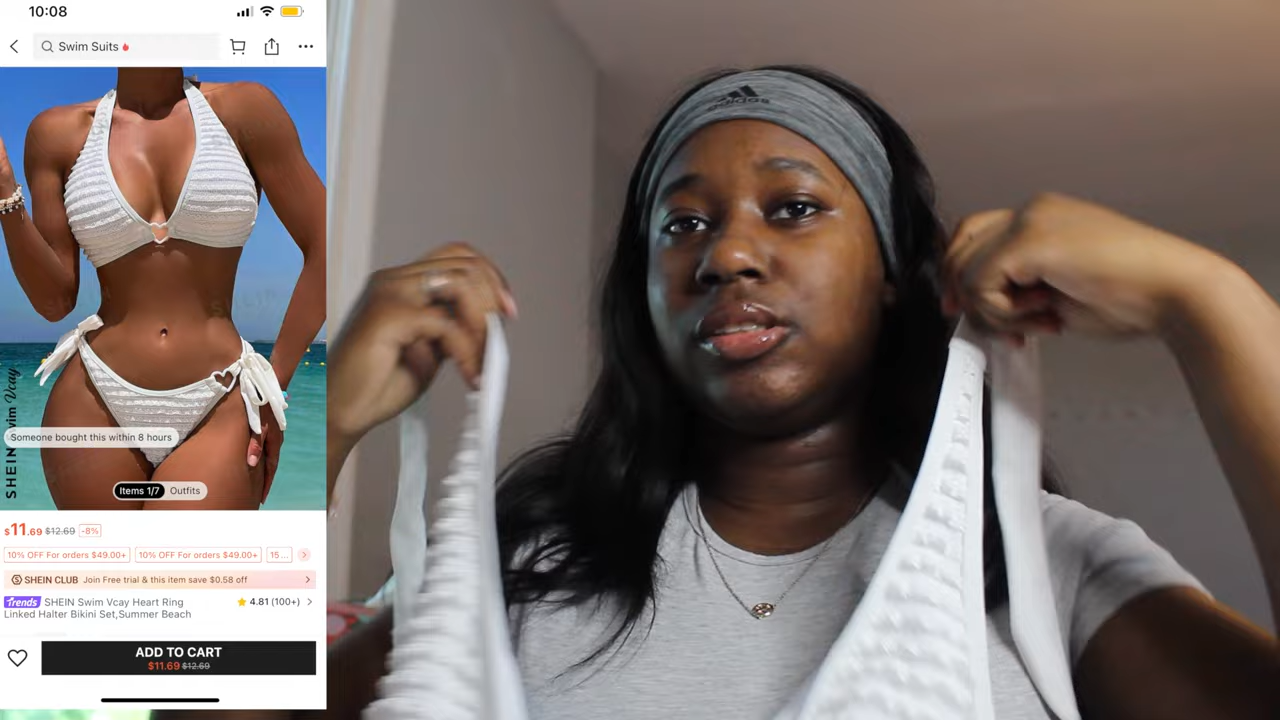 10:08
Swim Suits
SHEIN
SHEIN Swim Vcay
Someone bought this within 8 hours
Items 1/7 Outfits
$11.69 $12.69 -8%
10% OFF For orders $49.00+ 10% OFF For orders $49.00+ 15...
S SHEIN CLUB Join Free trial & this item save $0.58 off
Trends SHEIN Swim Vcay Heart Ring 4.81 (100+)
Linked Halter Bikini Set,Summer Beach
ADD TO CART
$11.69 $12.69
adidas